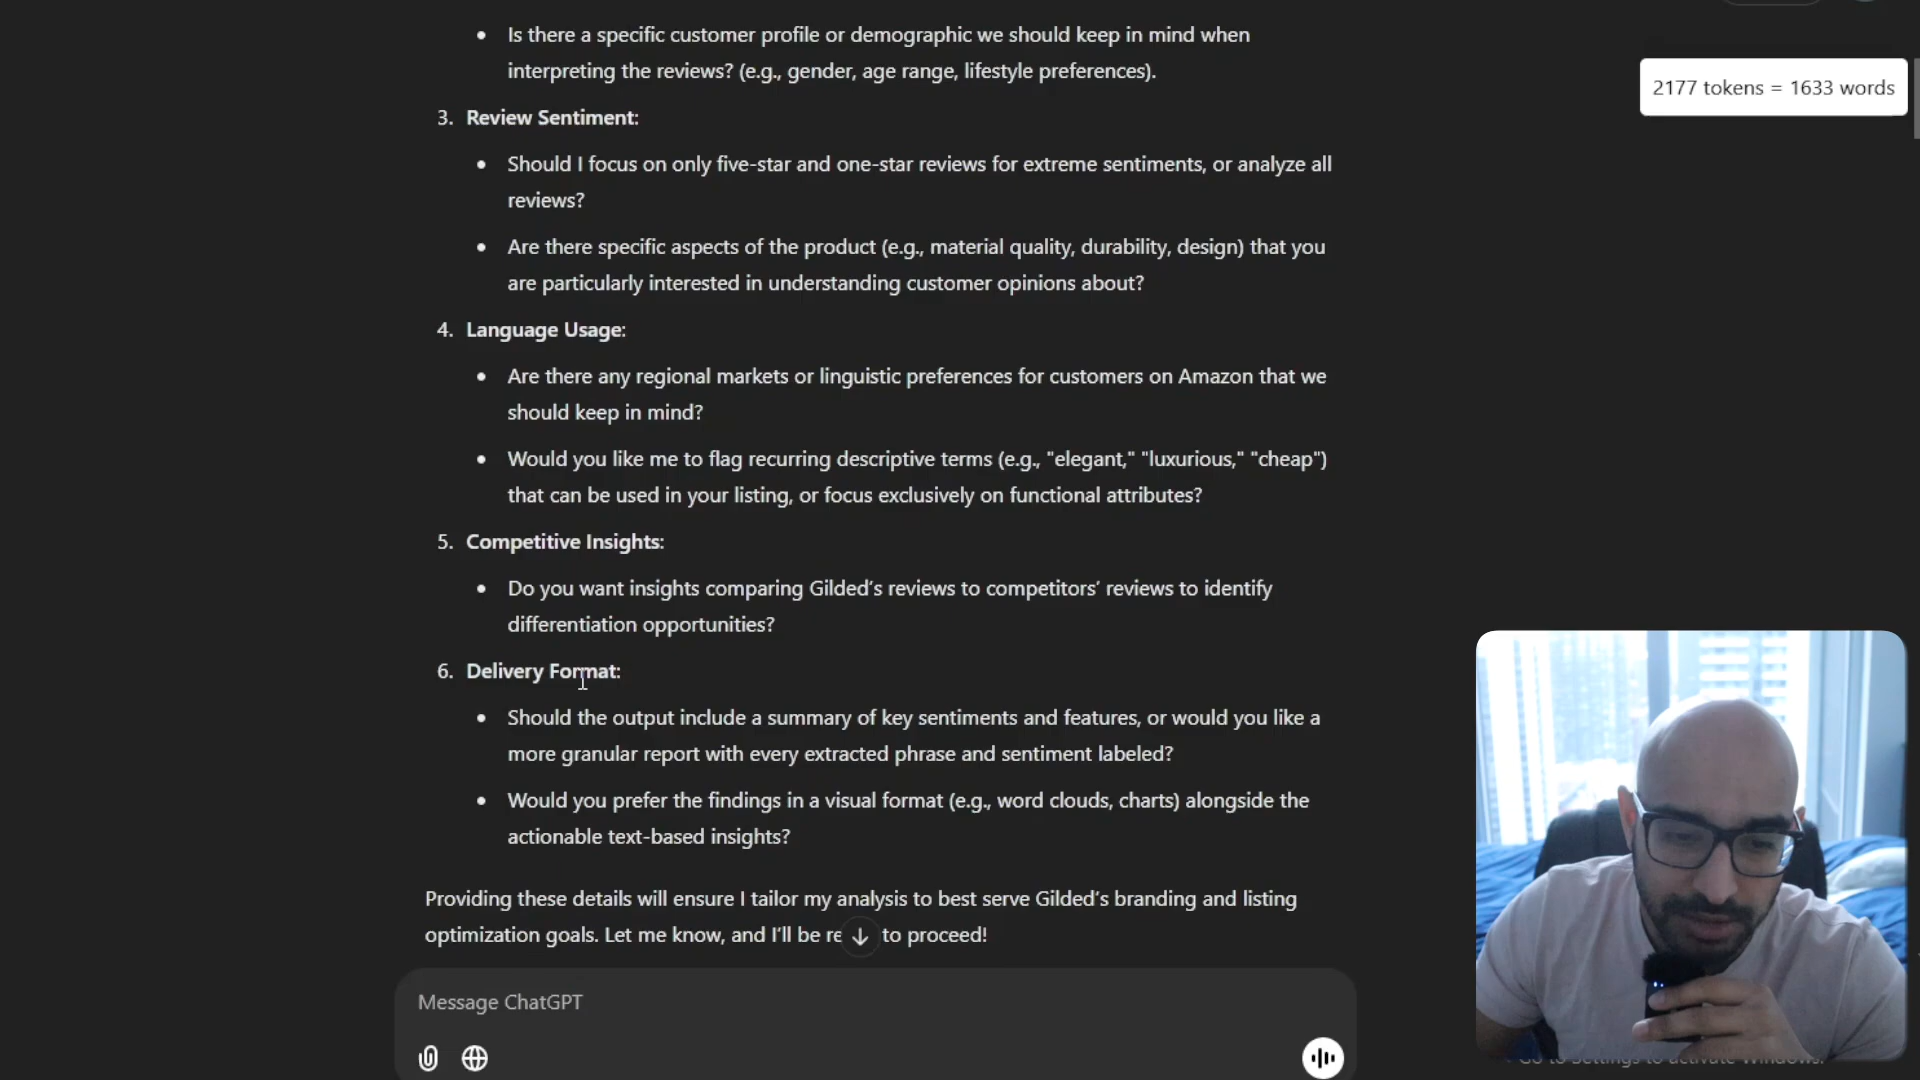 Is there a specific customer profile or demographic we should keep in mind when
interpreting the reviews? (e.g., gender, age range, lifestyle preferences).
2177 tokens = 1633 words
3. Review Sentiment:
Should I focus on only five-star and one-star reviews for extreme sentiments, or analyze all
reviews?
Are there specific aspects of the product (e.g., material quality, durability, design) that you
are particularly interested in understanding customer opinions about?
4. Language Usage:
Are there any regional markets or linguistic preferences for customers on Amazon that we
should keep in mind?
Would you like me to flag recurring descriptive terms (e.g., "elegant," "luxurious," "cheap")
that can be used in your listing, or focus exclusively on functional attributes?
5. Competitive Insights:
Do you want insights comparing Gilded’s reviews to competitors’ reviews to identify
differentiation opportunities?
6. Delivery Format:
Should the output include a summary of key sentiments and features, or would you like a
more granular report with every extracted phrase and sentiment labeled?
Would you prefer the findings in a visual format (e.g., word clouds, charts) alongside the
actionable text-based insights?
Providing these details will ensure I tailor my analysis to best serve Gilded’s branding and listing
optimization goals. Let me know, and I’ll be re to proceed!
Message ChatGPT
Go to Settings to activate Windows.